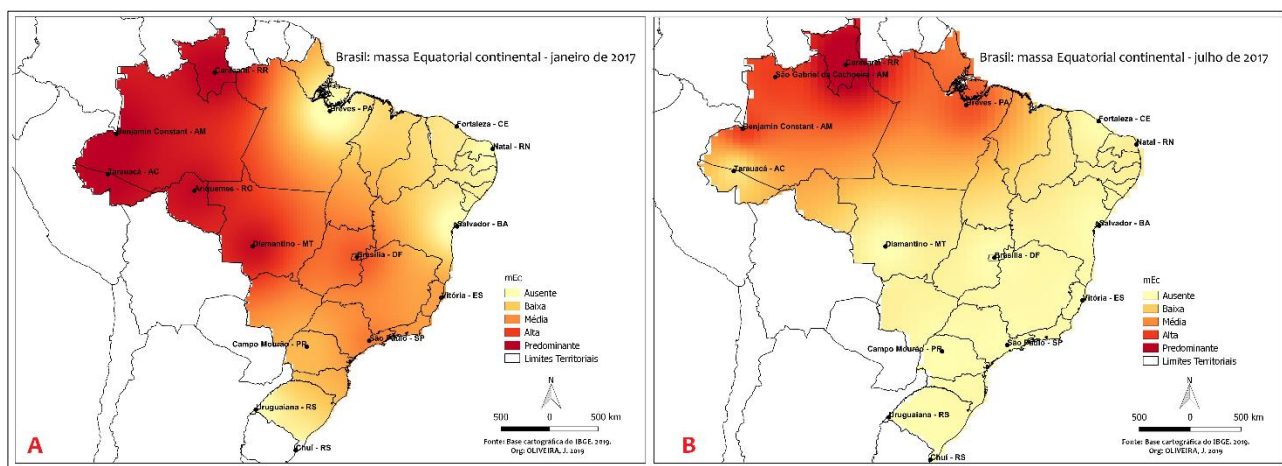 Brasil: massa Equatorial continental - janeiro de 2017
Caracaraí - RR
Breves - PA
Fortaleza - CE
Benjamin Constant - AM
Natal - RN
Tarauacá - AC
Ariquemes - RO
Salvador - BA
Diamantino - MT
Brasília - DF
Vitória - ES
São Paulo - SP
Campo Mourão - PR
Uruguaiana - RS
Chuí - RS
mEc
Ausente
Baixa
Média
Alta
Predominante
Limites Territoriais
N
500 0 500 km
Fonte: Base cartográfica do IBGE. 2019.
Org: OLIVEIRA, J. 2019
A
Brasil: massa Equatorial continental - julho de 2017
Caracaraí - RR
São Gabriel da Cachoeira - AM
Breves - PA
Fortaleza - CE
Benjamin Constant - AM
Natal - RN
Tarauacá - AC
Salvador - BA
Diamantino - MT
Brasília - DF
Vitória - ES
São Paulo - SP
Campo Mourão - PR
Uruguaiana - RS
Chuí - RS
mEc
Ausente
Baixa
Média
Alta
Predominante
Limites Territoriais
N
500 0 500 km
Fonte: Base cartográfica do IBGE. 2019.
Org: OLIVEIRA, J. 2019
B